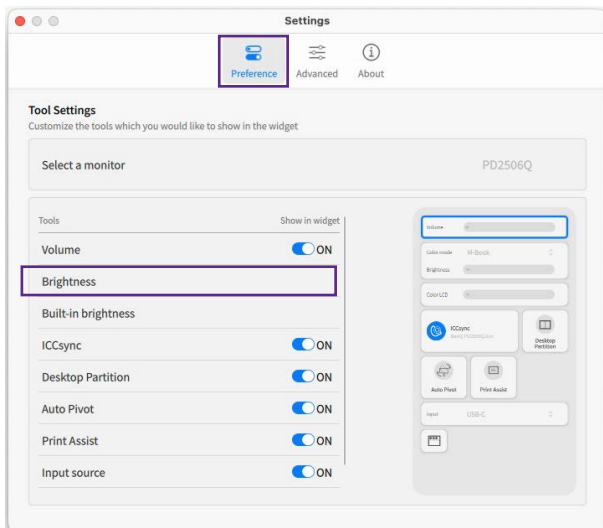 Settings
Preference Advanced About
Tool Settings
Customize the tools which you would like to show in the widget
Select a monitor PD2506Q
Tools Show in widget
Volume ON
Brightness
Built-in brightness
ICCsync ON
Desktop Partition ON
Auto Pivot ON
Print Assist ON
Input source ON
Volume
Color mode M-Book
Brightness
Color LCD
ICCsync
Desktop
Partition
Auto Pivot Print Assist
Input USB-C